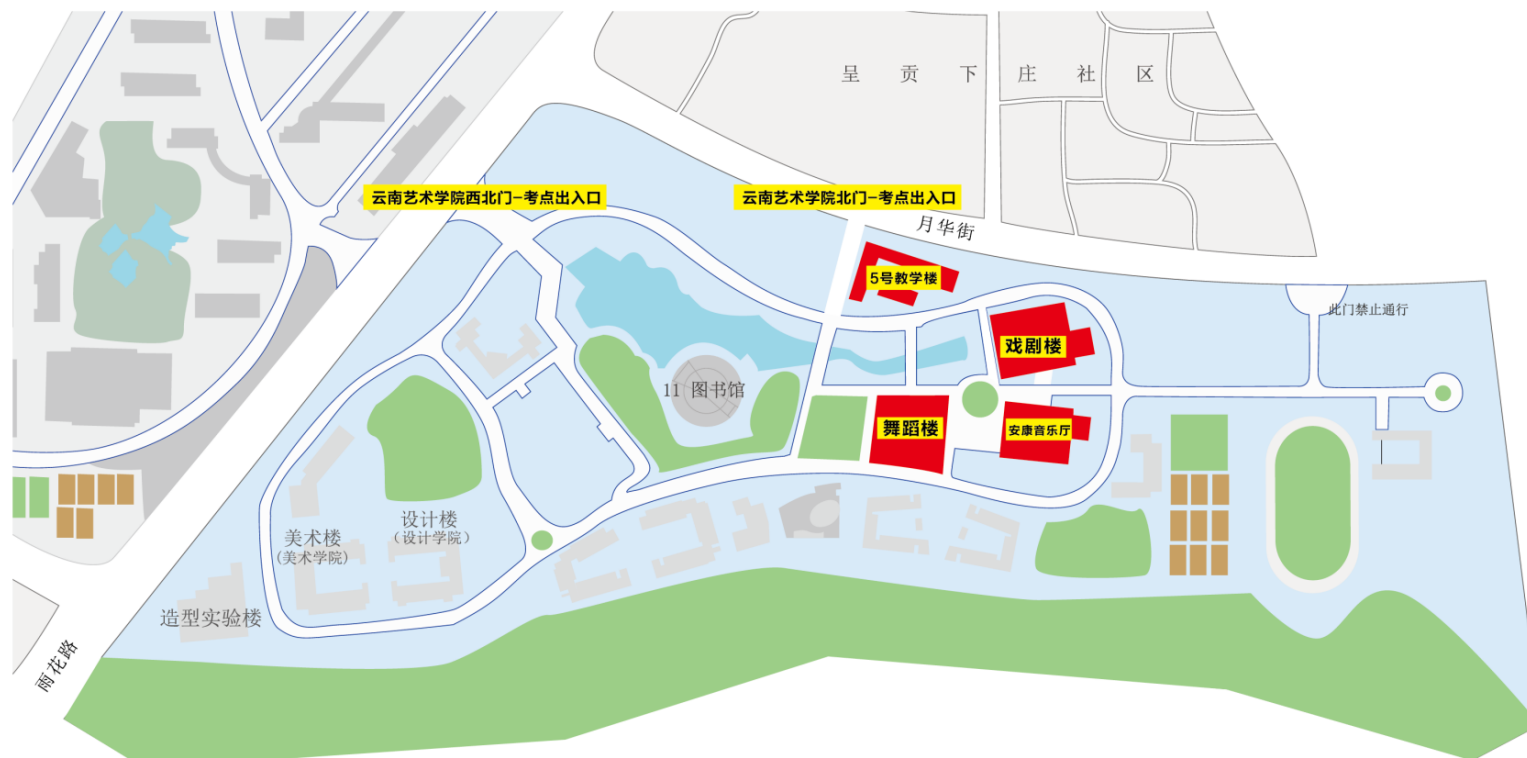 呈贡下庄社区
云南艺术学院西北门-考点出入口
云南艺术学院北门-考点出入口
月华街
5号教学楼
此门禁止通行
戏剧楼
11 图书馆
舞蹈楼
安康音乐厅
设计楼
（设计学院）
美术楼
(美术学院)
造型实验楼
雨花路